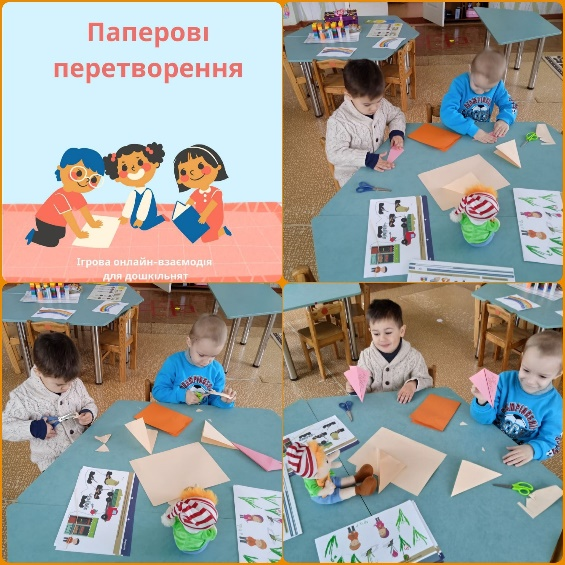 Паперові
перетворення
Ігрова онлайн-взаємодія
для дошкільнят